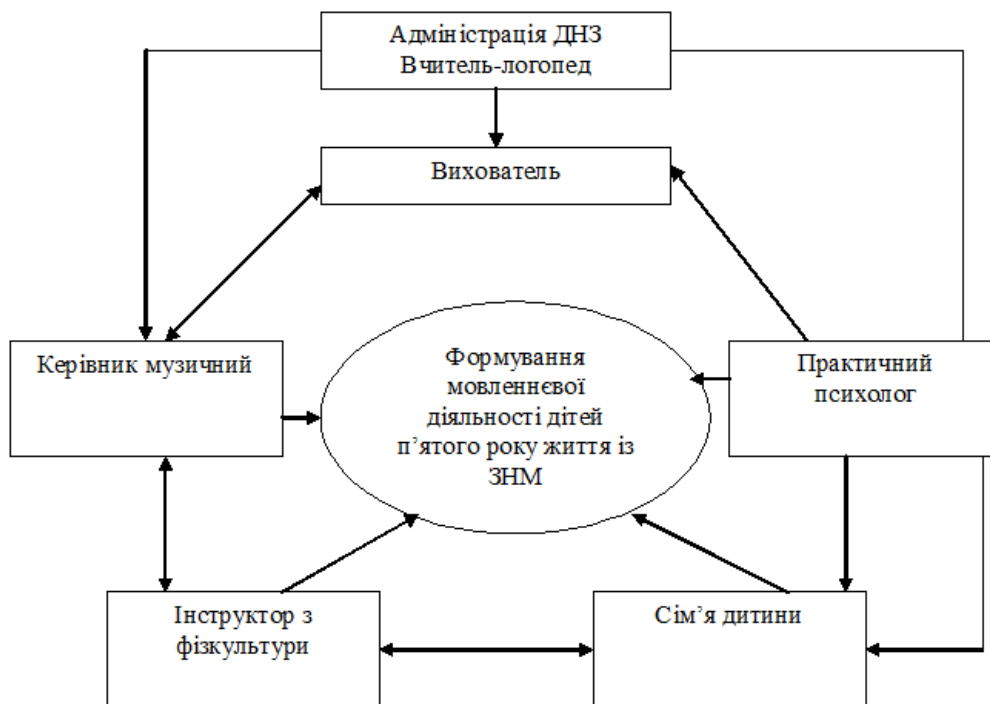 Адміністрація ДНЗ
Вчитель-логопед
Вихователь
Керівник музичний
Формування
мовленнєвої
діяльності дітей
п’ятого року життя із
ЗНМ
Практичний
психолог
Інструктор з
фізкультури
Сім’я дитини